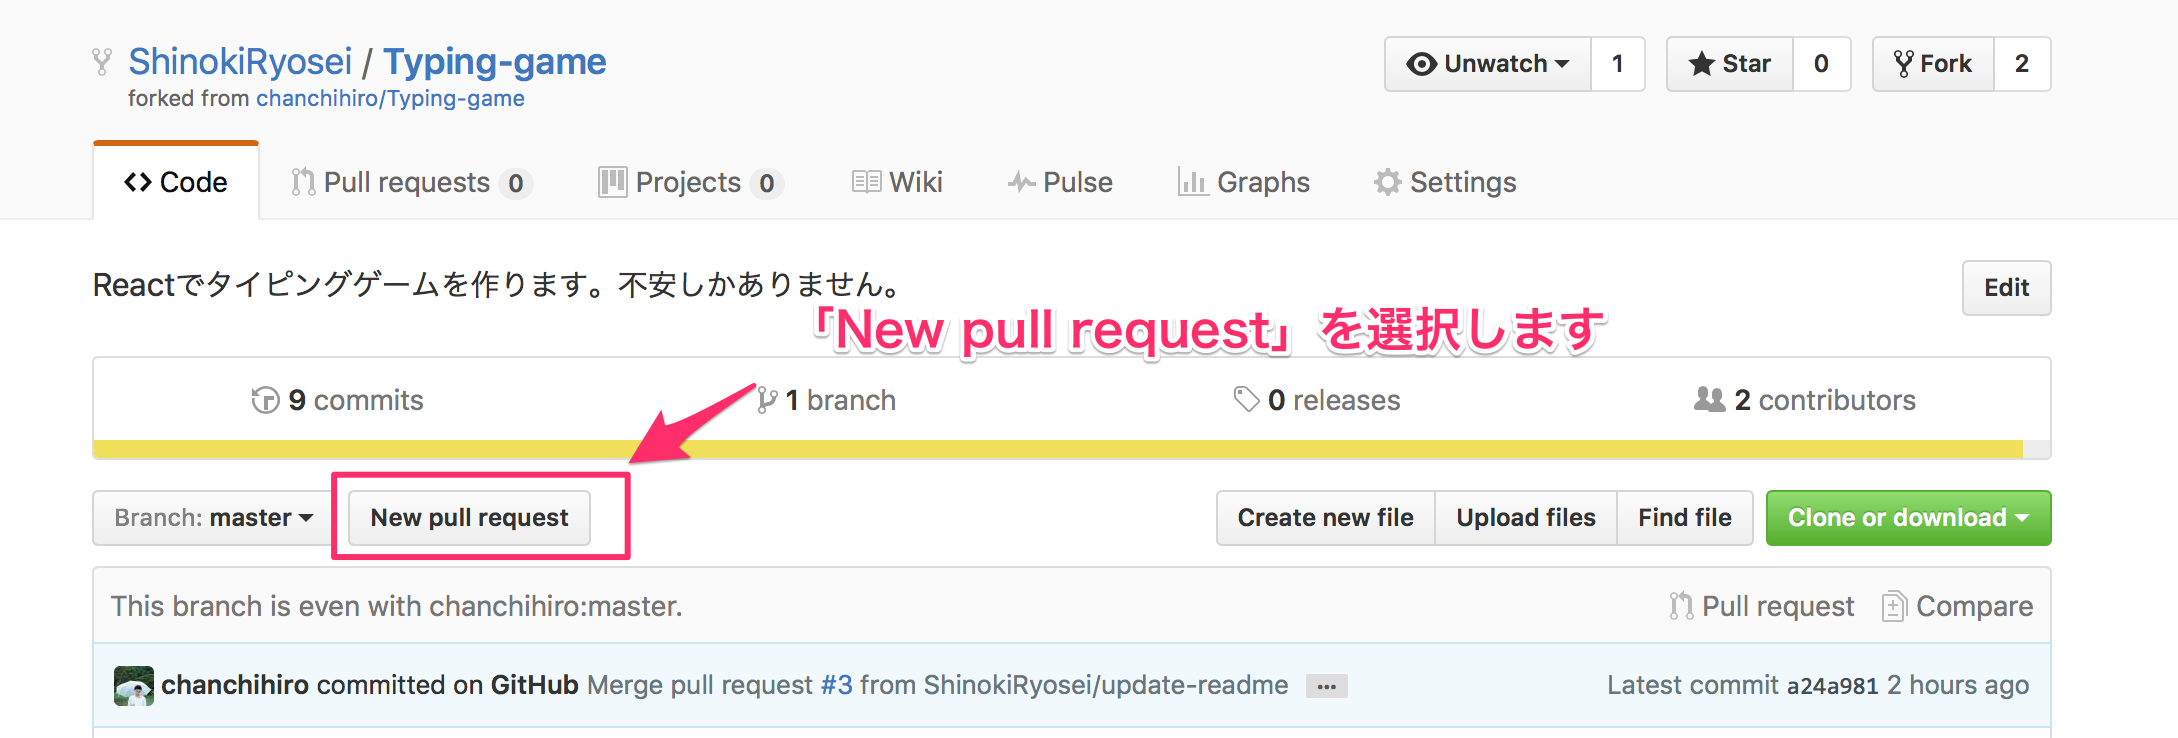 ShinokiRyosei / Typing-game
forked from chanchihiro/Typing-game
Unwatch 1 Star 0 Fork 2
Code Pull requests 0 Projects 0 Wiki Pulse Graphs Settings
Reactでタイピングゲームを作ります。不安しかありません。
Edit
「New pull request」を選択します
9 commits 1 branch 0 releases 2 contributors
Branch: master New pull request Create new file Upload files Find file Clone or download
This branch is even with chanchihiro:master. Pull request Compare
chanchihiro committed on GitHub Merge pull request #3 from ShinokiRyosei/update-readme ... Latest commit a24a981 2 hours ago